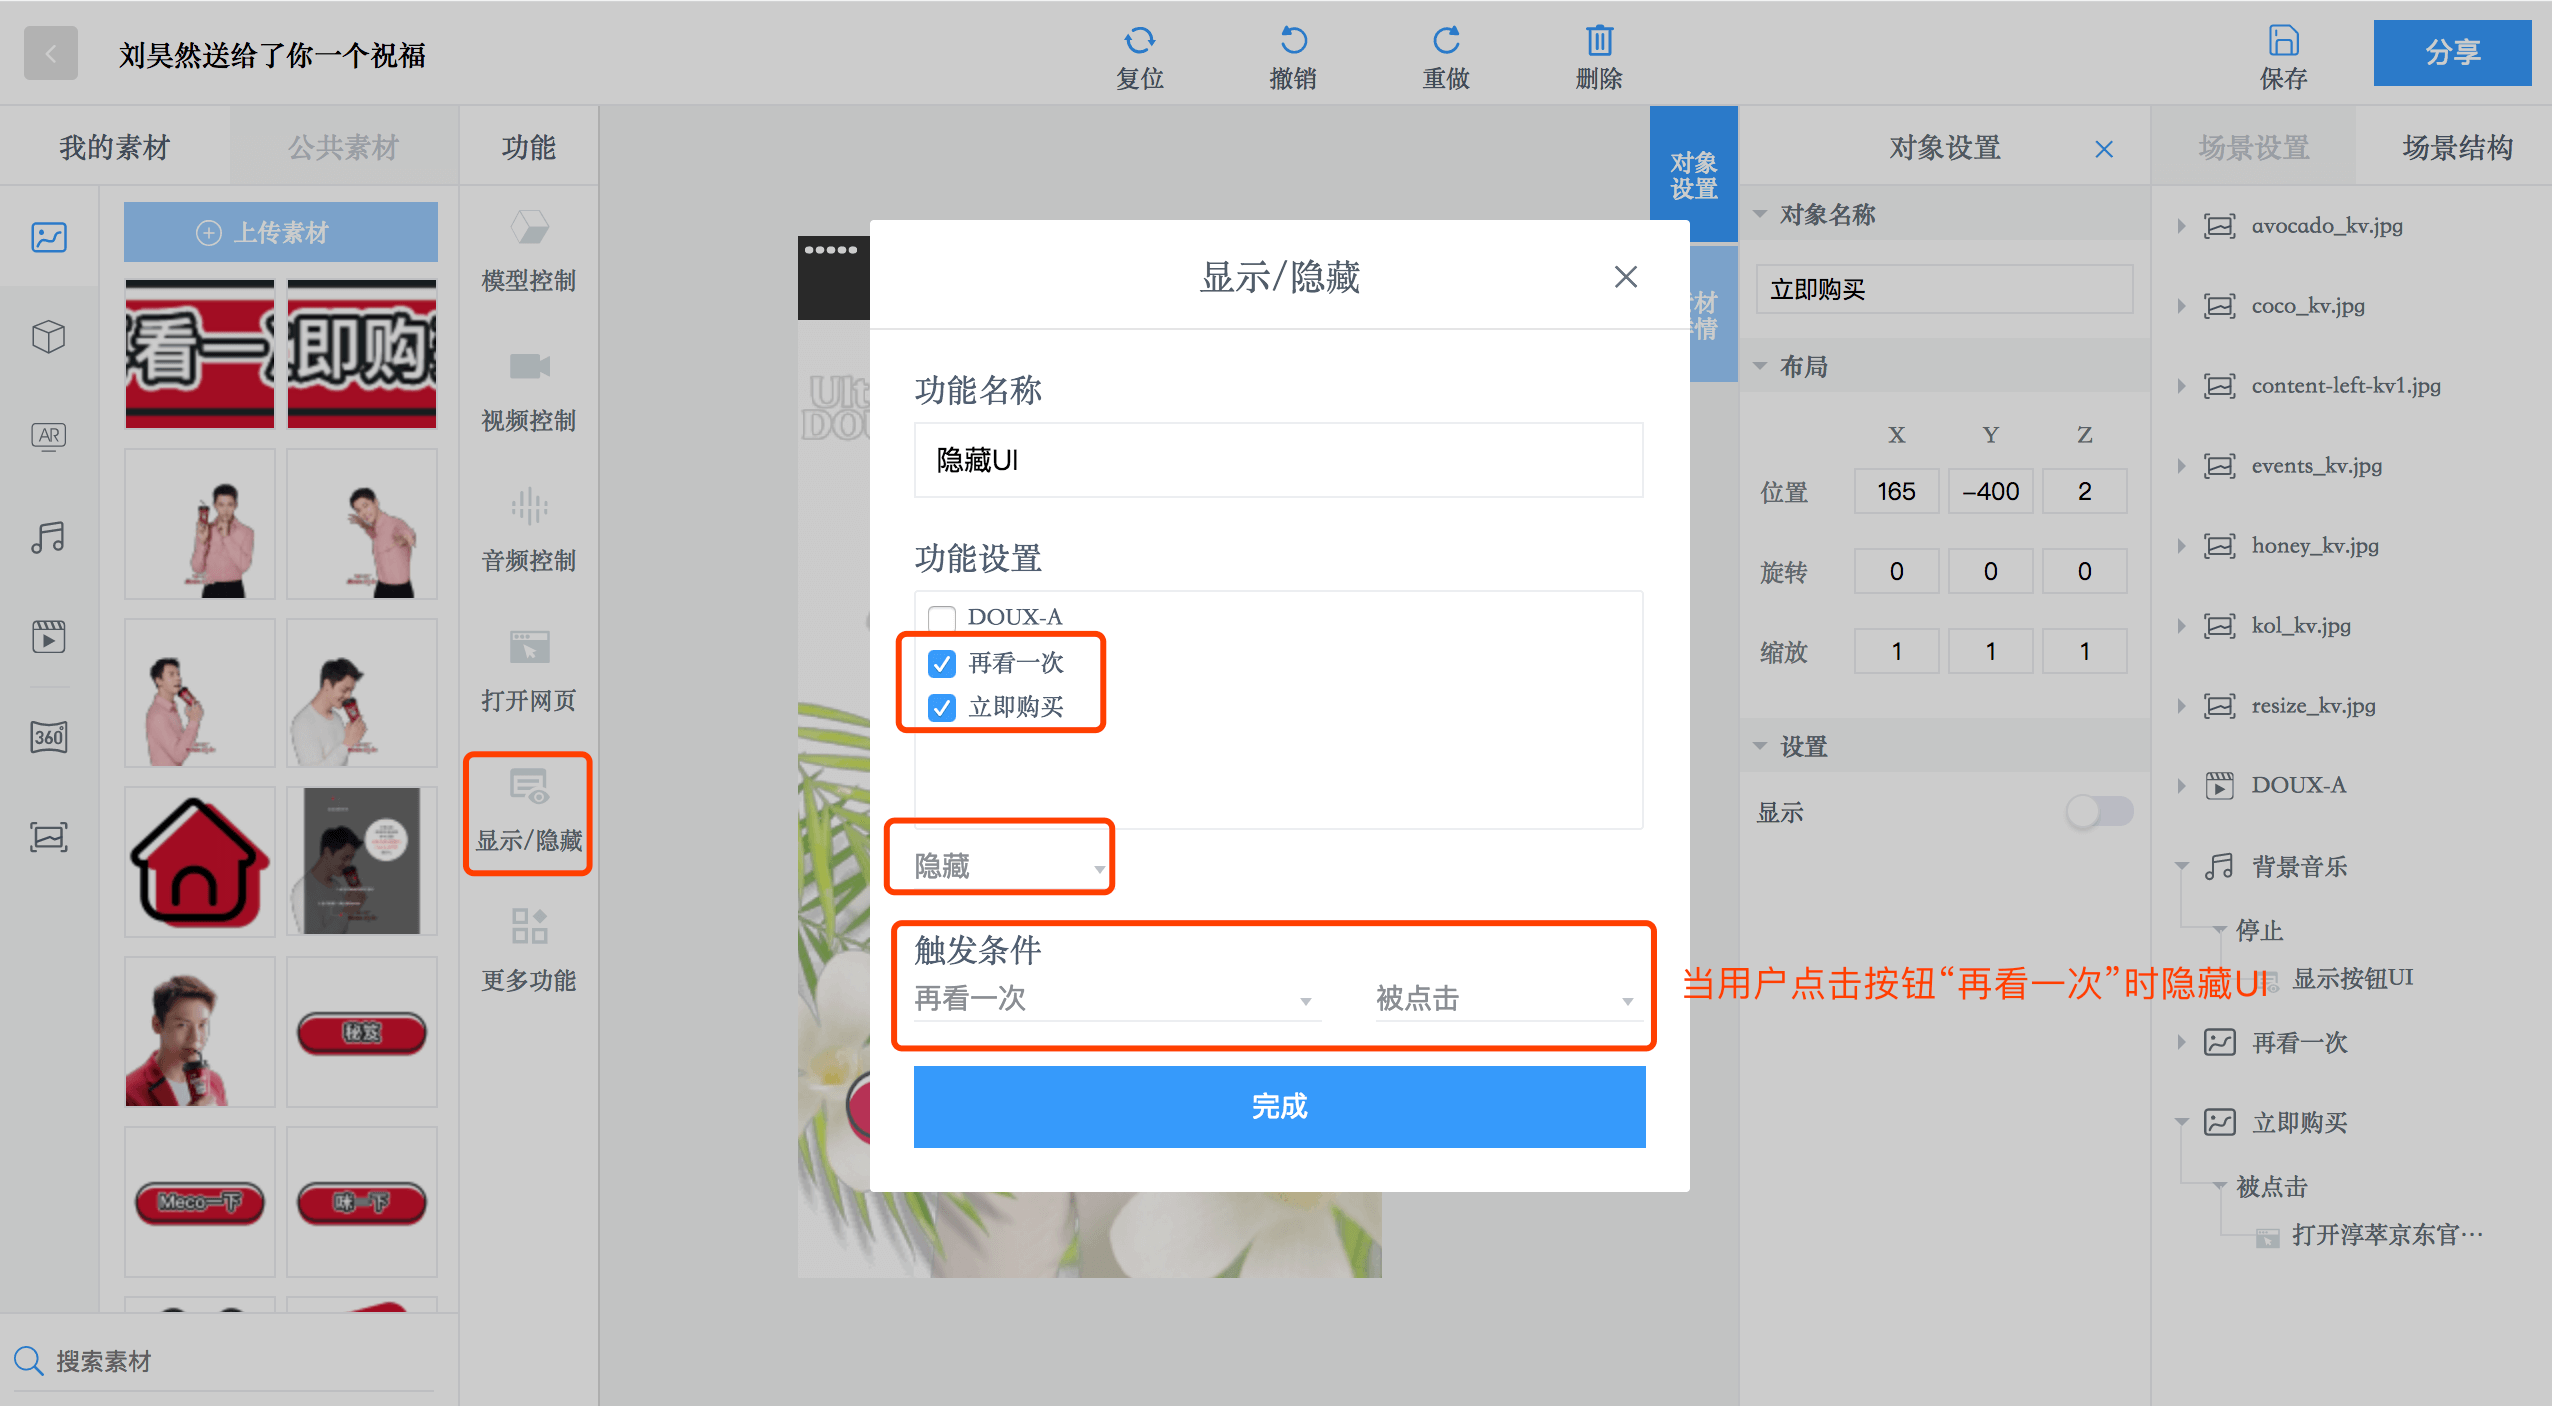 刘昊然送给了你一个祝福
复位
撤销
重做
删除
保存
分享
我的素材
公共素材
功能
上传素材
看一次
即购
AR
360°
秘笈
Meco一下
咪一下
搜索素材
模型控制
视频控制
音频控制
打开网页
显示/隐藏
更多功能
Ult
DOU
显示/隐藏
功能名称
隐藏UI
功能设置
DOUX-A
再看一次
立即购买
隐藏
触发条件
再看一次
被点击
完成
当用户点击按钮“再看一次”时隐藏UI
对象
设置
材
情
对象设置
对象名称
立即购买
布局
X Y Z
位置 165 -400 2
旋转 0 0 0
缩放 1 1 1
设置
显示
场景设置
场景结构
avocado_kv.jpg
coco_kv.jpg
content-left-kv1.jpg
events_kv.jpg
honey_kv.jpg
kol_kv.jpg
resize_kv.jpg
DOUX-A
背景音乐
停止
显示按钮UI
再看一次
立即购买
被点击
打开淳萃京东官…